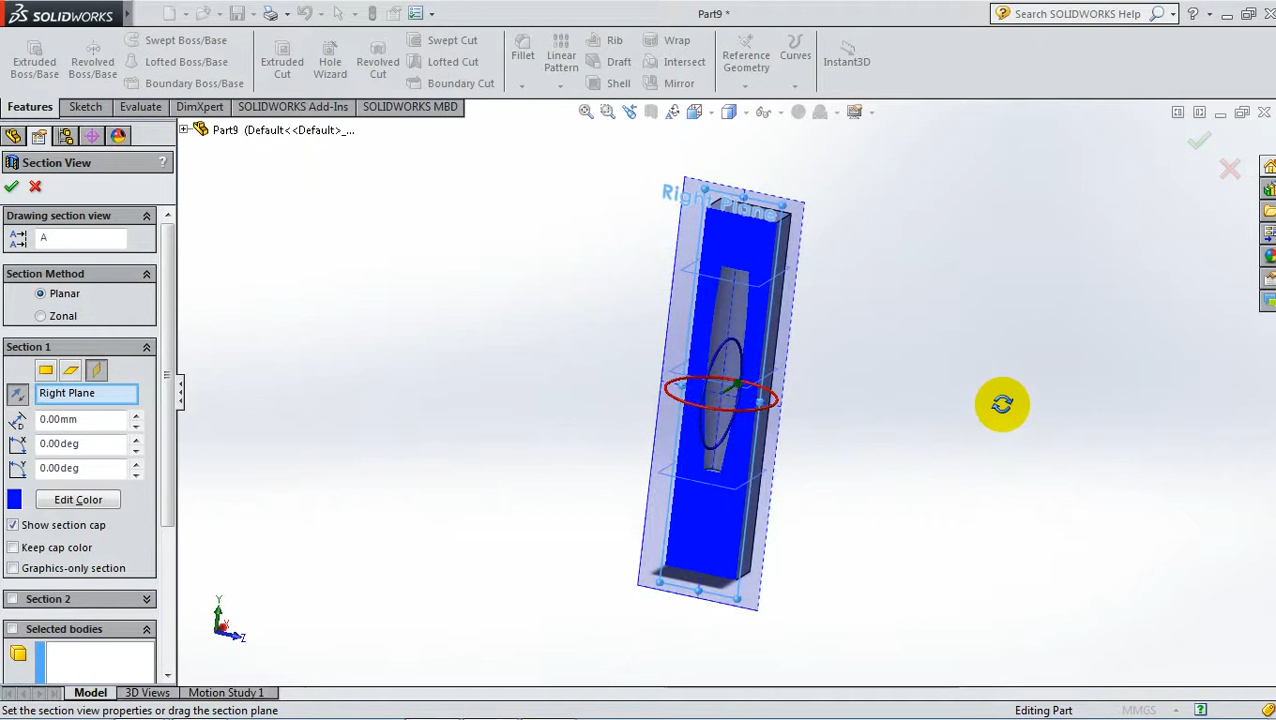 SOLIDWORKS
Part9 *
Search SOLIDWORKS Help
Extruded Boss/Base
Swept Boss/Base
Lofted Boss/Base
Boundary Boss/Base
Extruded Cut
Hole Wizard
Revolved Cut
Swept Cut
Lofted Cut
Boundary Cut
Fillet
Linear Pattern
Rib
Draft
Shell
Wrap
Intersect
Mirror
Reference Geometry
Curves
Instant3D
Features
Sketch
Evaluate
DimXpert
SOLIDWORKS Add-Ins
SOLIDWORKS MBD
Part9 (Default<<Default>_...
Section View
?
Drawing section view
A
Section Method
Planar
Zonal
Section 1
Right Plane
0.00mm
0.00deg
0.00deg
Edit Color
Show section cap
Keep cap color
Graphics-only section
Section 2
Selected bodies
Right Plane
Y
Z
Model
3D Views
Motion Study 1
Set the section view properties or drag the section plane
Editing Part
MMGS